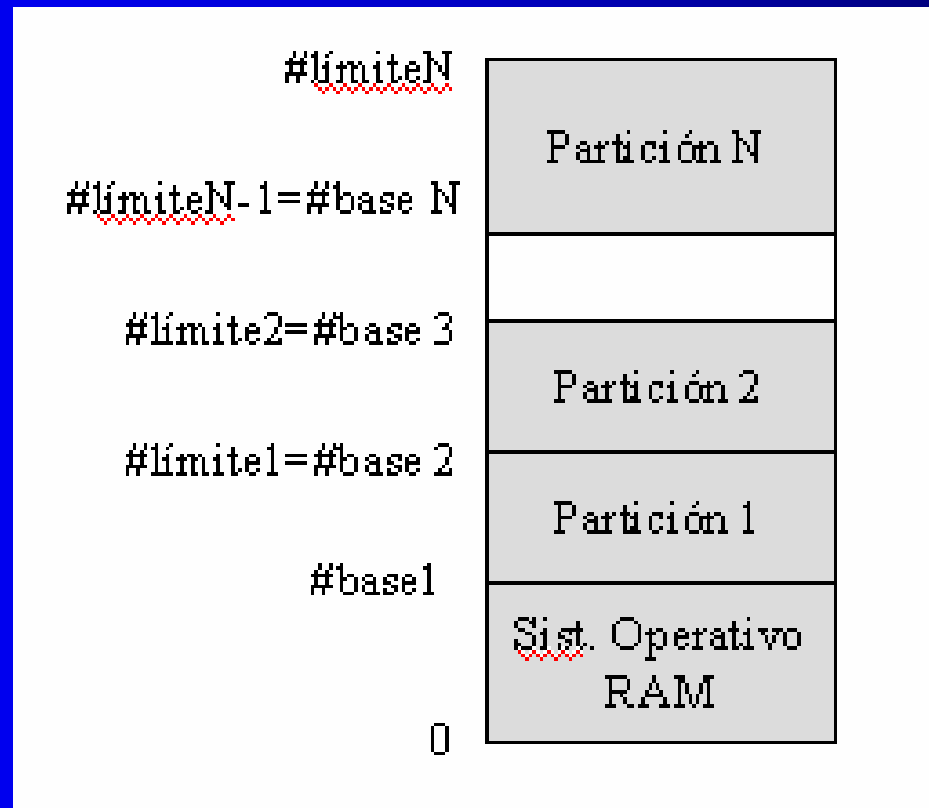 #límiteN
Partición N
#límiteN-1=#base N
#límite2=#base 3
Partición 2
#límite1=#base 2
Partición 1
#base1
Sist. Operativo
RAM
0